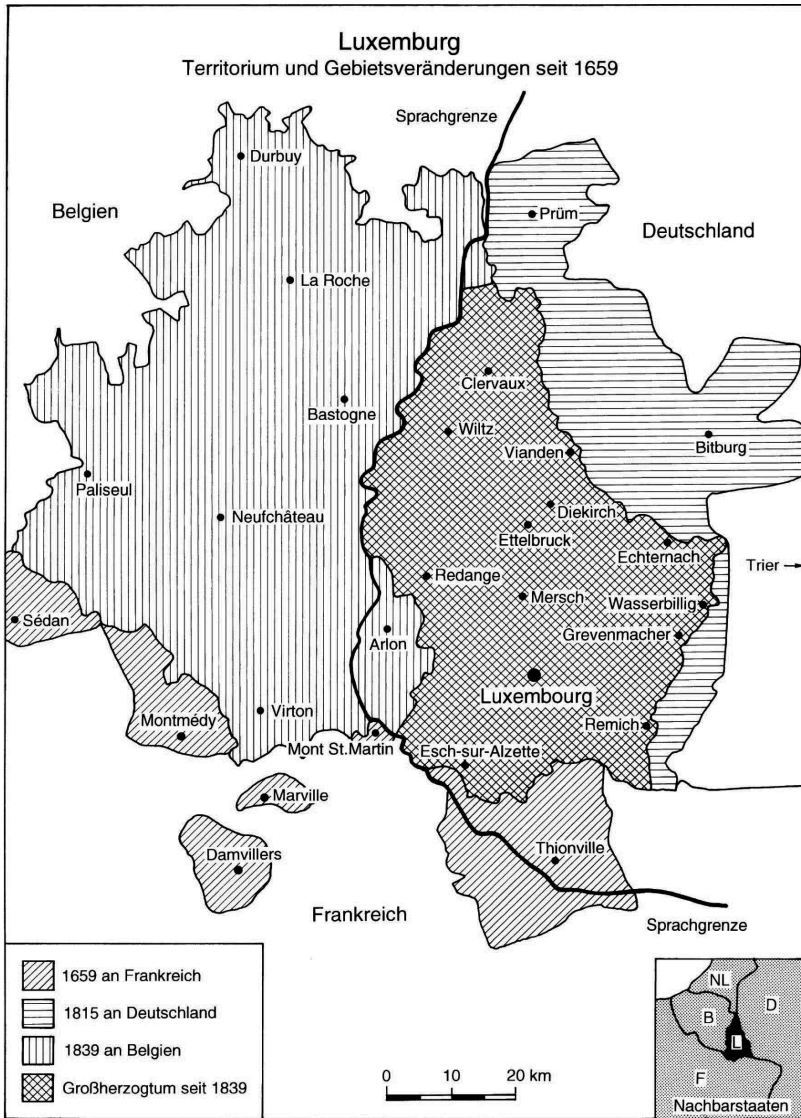 Luxemburg
Territorium und Gebietsveränderungen seit 1659
Sprachgrenze
Durbuy
Belgien
Prüm
Deutschland
La Roche
Clervaux
Bastogne
Wiltz
Vianden
Bitburg
Paliseul
Neufchâteau
Diekirch
Ettelbruck
Echternach
Trier →
Redange
Mersch
Wasserbillig
Sédan
Arlon
Grevenmacher
Luxembourg
Virton
Montmédy
Remich
Mont St.Martin
Esch-sur-Alzette
Marville
Thionville
Damvillers
Frankreich
Sprachgrenze
1659 an Frankreich
1815 an Deutschland
1839 an Belgien
Großherzogtum seit 1839
0 10 20 km
NL
D
B
L
F
Nachbarstaaten